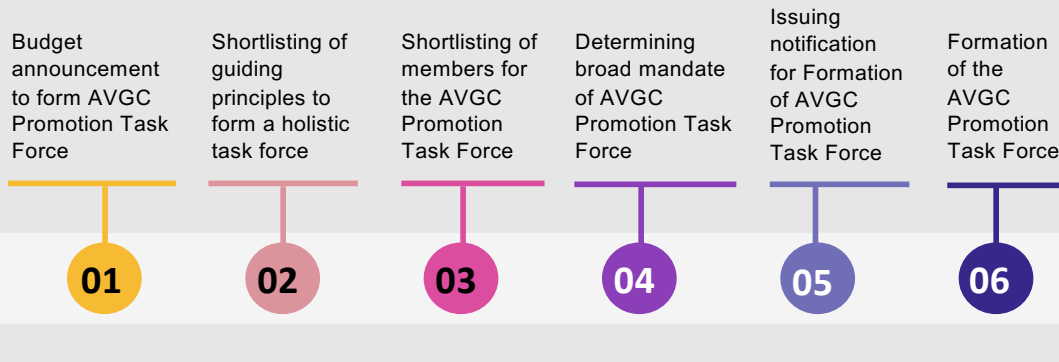 Budget
announcement
to form AVGC
Promotion Task
Force
Shortlisting of
guiding
principles to
form a holistic
task force
Shortlisting of
members for
the AVGC
Promotion
Task Force
Determining
broad mandate
of AVGC
Promotion Task
Force
Issuing
notification
for Formation
of AVGC
Promotion
Task Force
Formation
of the
AVGC
Promotion
Task Force
01
02
03
04
05
06